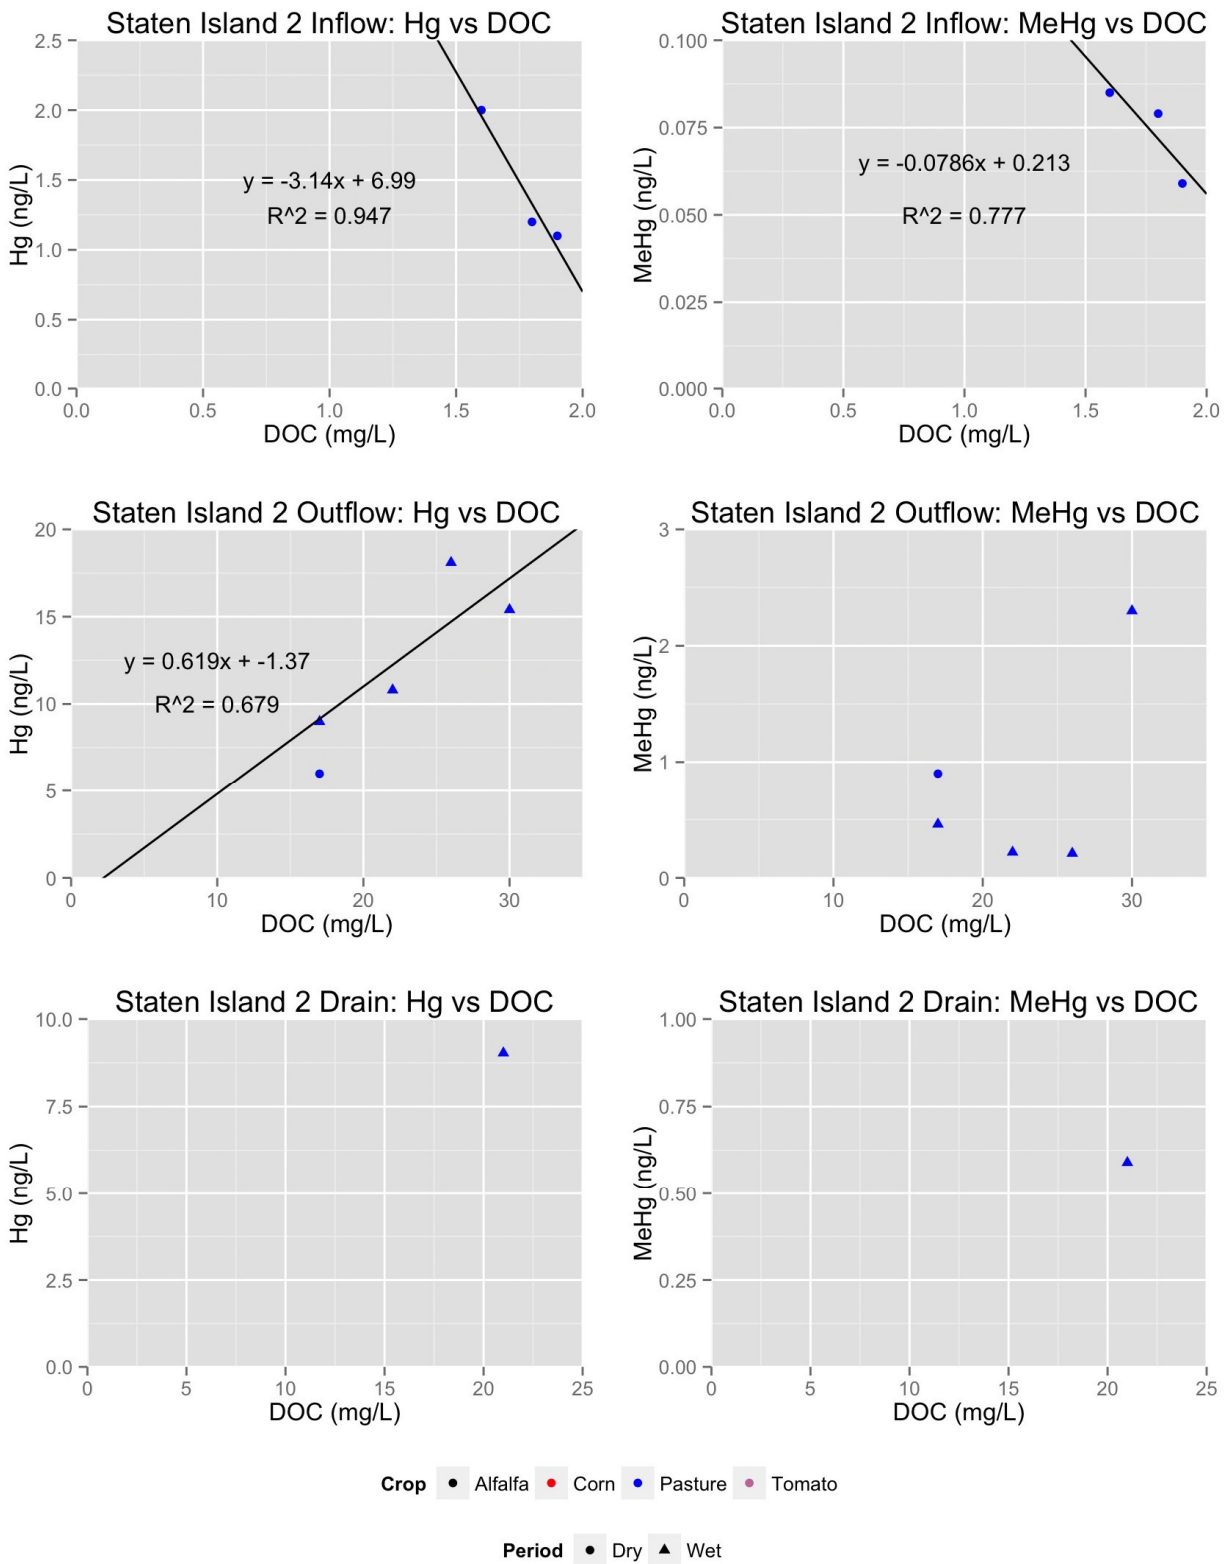 Staten Island 2 Inflow: Hg vs DOC
2.5
2.0
1.5
1.0
0.5
0.0
Hg (ng/L)
y = -3.14x + 6.99
R^2 = 0.947
0.0 0.5 1.0 1.5 2.0
DOC (mg/L)
Staten Island 2 Inflow: MeHg vs DOC
0.100
0.075
0.050
0.025
0.000
MeHg (ng/L)
y = -0.0786x + 0.213
R^2 = 0.777
0.0 0.5 1.0 1.5 2.0
DOC (mg/L)
Staten Island 2 Outflow: Hg vs DOC
20
15
10
5
0
Hg (ng/L)
y = 0.619x + -1.37
R^2 = 0.679
0 10 20 30
DOC (mg/L)
Staten Island 2 Outflow: MeHg vs DOC
3
2
1
0
MeHg (ng/L)
0 10 20 30
DOC (mg/L)
Staten Island 2 Drain: Hg vs DOC
10.0
7.5
5.0
2.5
0.0
Hg (ng/L)
0 5 10 15 20 25
DOC (mg/L)
Staten Island 2 Drain: MeHg vs DOC
1.00
0.75
0.50
0.25
0.00
MeHg (ng/L)
0 5 10 15 20 25
DOC (mg/L)
Crop Alfalfa Corn Pasture Tomato
Period Dry Wet